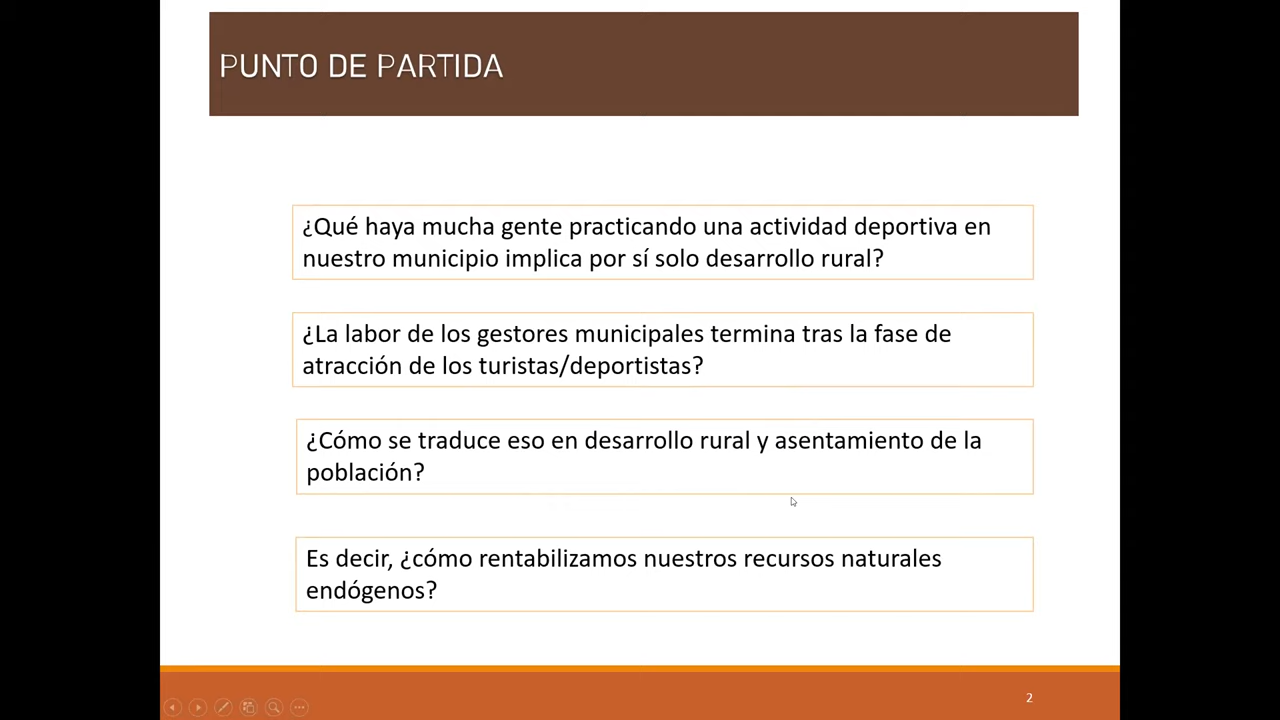 PUNTO DE PARTIDA
¿Qué haya mucha gente practicando una actividad deportiva en
nuestro municipio implica por sí solo desarrollo rural?
¿La labor de los gestores municipales termina tras la fase de
atracción de los turistas/deportistas?
¿Cómo se traduce eso en desarrollo rural y asentamiento de la
población?
Es decir, ¿cómo rentabilizamos nuestros recursos naturales
endógenos?
2